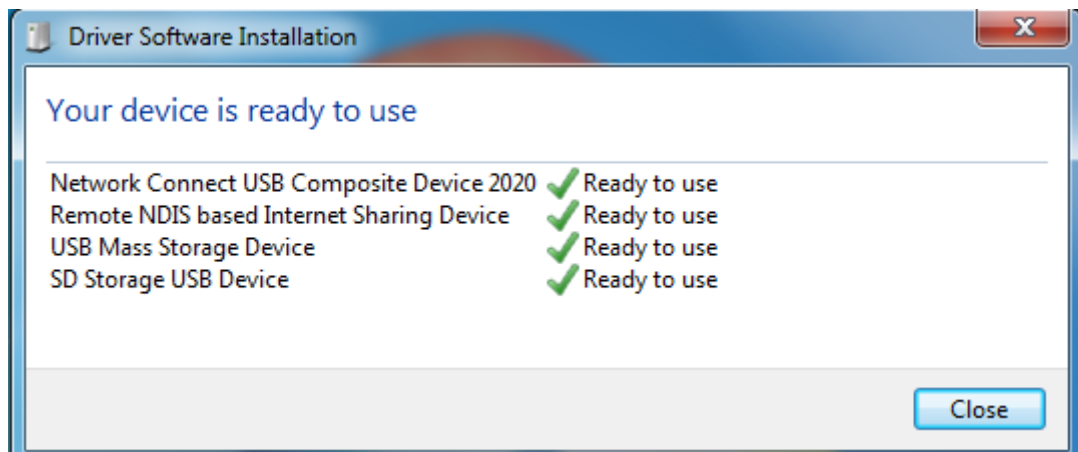 Driver Software Installation
Your device is ready to use
Network Connect USB Composite Device 2020 Ready to use
Remote NDIS based Internet Sharing Device Ready to use
USB Mass Storage Device Ready to use
SD Storage USB Device Ready to use
Close